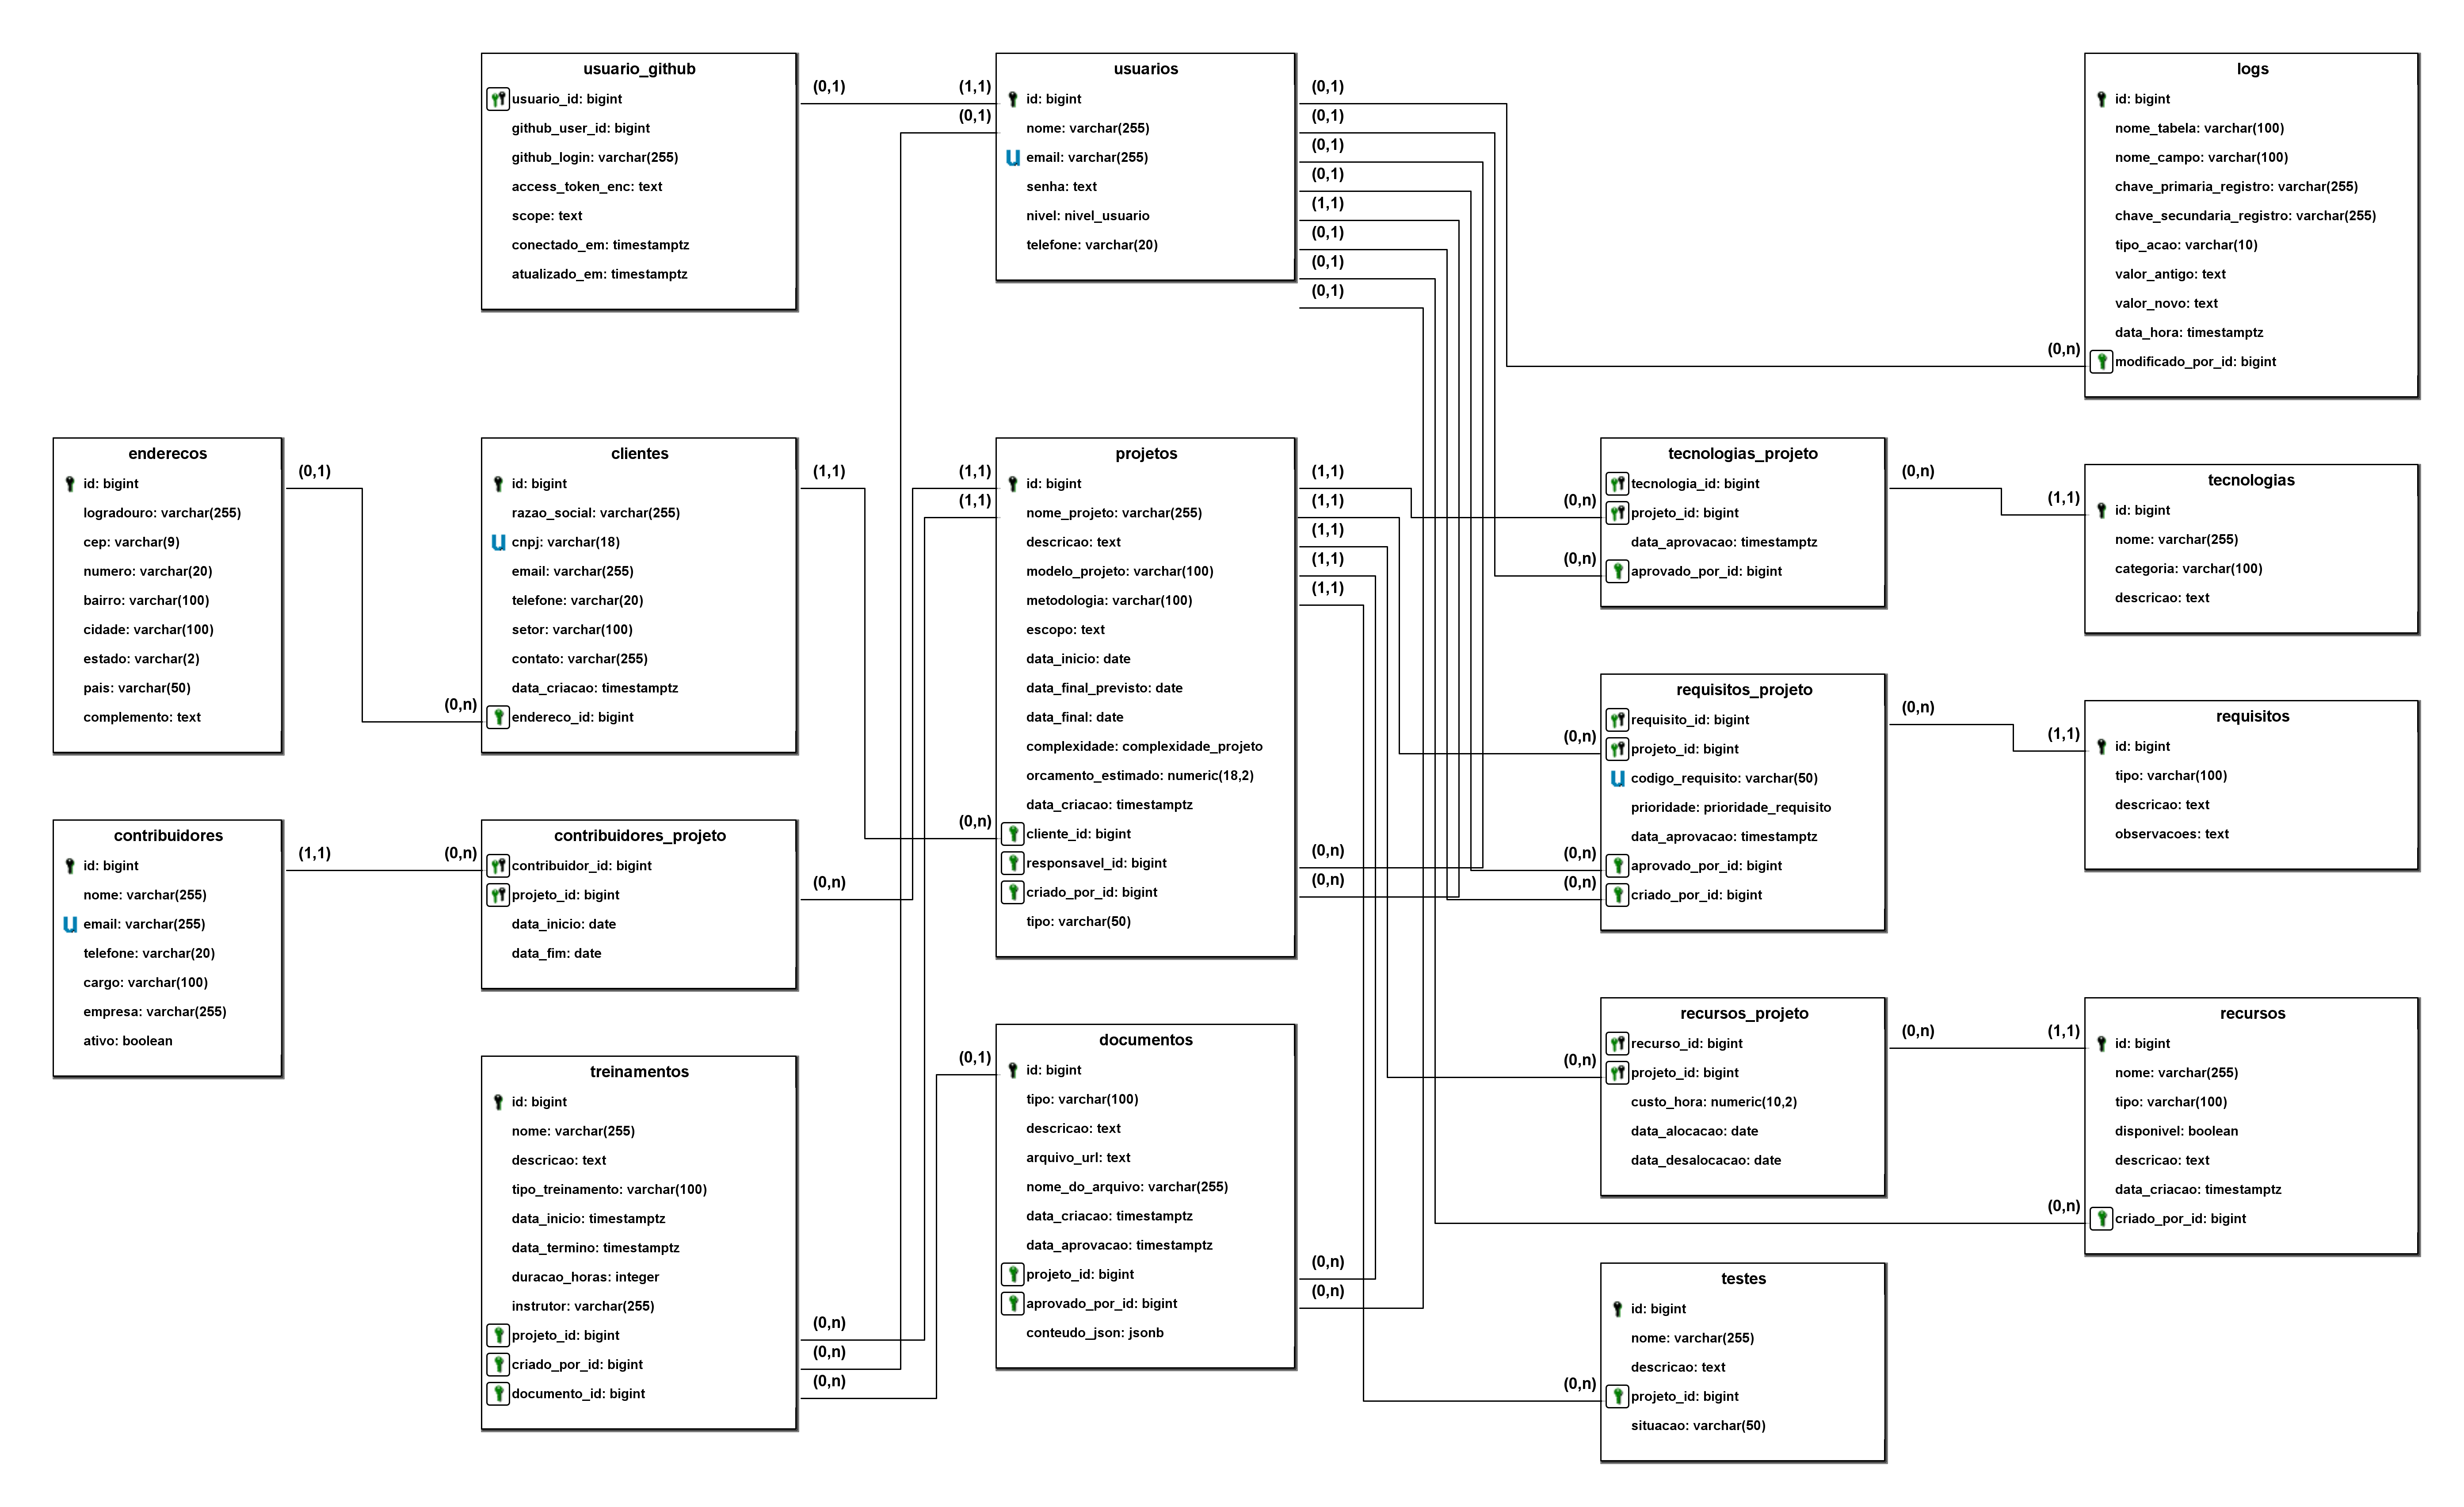 usuario_github
usuario_id: bigint
github_user_id: bigint
github_login: varchar(255)
access_token_enc: text
scope: text
conectado_em: timestamptz
atualizado_em: timestamptz
(0,1)
(1,1)
(0,1)
usuarios
id: bigint
nome: varchar(255)
u email: varchar(255)
senha: text
nivel: nivel_usuario
telefone: varchar(20)
(0,1)
(0,1)
(0,1)
(0,1)
(1,1)
(0,1)
(0,1)
(0,1)
logs
id: bigint
nome_tabela: varchar(100)
nome_campo: varchar(100)
chave_primaria_registro: varchar(255)
chave_secundaria_registro: varchar(255)
tipo_acao: varchar(10)
valor_antigo: text
valor_novo: text
data_hora: timestamptz
(0,n)
modificado_por_id: bigint
enderecos
id: bigint
logradouro: varchar(255)
cep: varchar(9)
numero: varchar(20)
bairro: varchar(100)
cidade: varchar(100)
estado: varchar(2)
pais: varchar(50)
complemento: text
(0,1)
(0,n)
clientes
id: bigint
razao_social: varchar(255)
u cnpj: varchar(18)
email: varchar(255)
telefone: varchar(20)
setor: varchar(100)
contato: varchar(255)
data_criacao: timestamptz
endereco_id: bigint
(1,1)
(1,1)
(1,1)
(0,n)
projetos
id: bigint
nome_projeto: varchar(255)
descricao: text
modelo_projeto: varchar(100)
metodologia: varchar(100)
escopo: text
data_inicio: date
data_final_previsto: date
data_final: date
complexidade: complexidade_projeto
orcamento_estimado: numeric(18,2)
data_criacao: timestamptz
cliente_id: bigint
responsavel_id: bigint
criado_por_id: bigint
tipo: varchar(50)
(1,1)
(1,1)
(1,1)
(1,1)
(1,1)
(0,n)
(0,n)
tecnologias_projeto
tecnologia_id: bigint
(0,n)
projeto_id: bigint
data_aprovacao: timestamptz
(0,n)
aprovado_por_id: bigint
(0,n)
(1,1)
tecnologias
id: bigint
nome: varchar(255)
categoria: varchar(100)
descricao: text
requisitos_projeto
requisito_id: bigint
(0,n)
projeto_id: bigint
u codigo_requisito: varchar(50)
prioridade: prioridade_requisito
data_aprovacao: timestamptz
(0,n)
aprovado_por_id: bigint
(0,n)
criado_por_id: bigint
(0,n)
(1,1)
requisitos
id: bigint
tipo: varchar(100)
descricao: text
observacoes: text
contribuidores
id: bigint
nome: varchar(255)
u email: varchar(255)
telefone: varchar(20)
cargo: varchar(100)
empresa: varchar(255)
ativo: boolean
(1,1)
(0,n)
contribuidores_projeto
contribuidor_id: bigint
projeto_id: bigint
data_inicio: date
data_fim: date
(0,n)
treinamentos
id: bigint
nome: varchar(255)
descricao: text
tipo_treinamento: varchar(100)
data_inicio: timestamptz
data_termino: timestamptz
duracao_horas: integer
instrutor: varchar(255)
projeto_id: bigint
criado_por_id: bigint
documento_id: bigint
(0,n)
(0,n)
(0,n)
(0,1)
documentos
id: bigint
tipo: varchar(100)
descricao: text
arquivo_url: text
nome_do_arquivo: varchar(255)
data_criacao: timestamptz
data_aprovacao: timestamptz
projeto_id: bigint
aprovado_por_id: bigint
conteudo_json: jsonb
(0,n)
(0,n)
recursos_projeto
recurso_id: bigint
(0,n)
projeto_id: bigint
custo_hora: numeric(10,2)
data_alocacao: date
data_desalocacao: date
(0,n)
(1,1)
recursos
id: bigint
nome: varchar(255)
tipo: varchar(100)
disponivel: boolean
descricao: text
data_criacao: timestamptz
(0,n)
criado_por_id: bigint
testes
id: bigint
nome: varchar(255)
descricao: text
(0,n)
projeto_id: bigint
situacao: varchar(50)